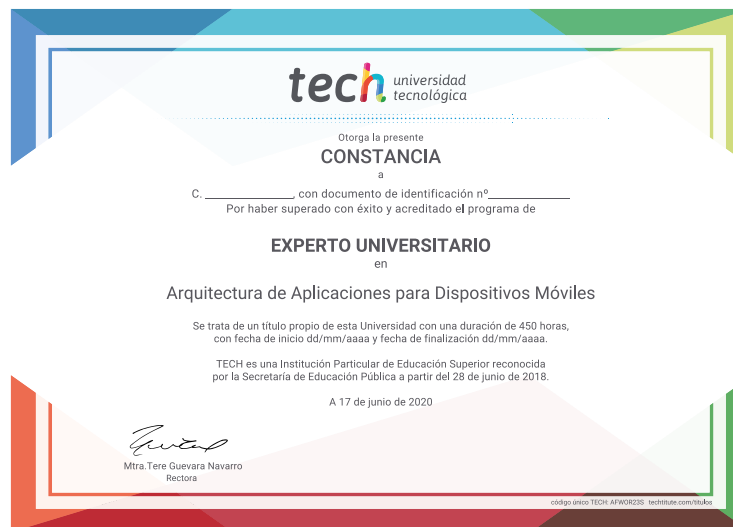 tech universidad
tecnológica
Otorga la presente
CONSTANCIA
a
C. ______________, con documento de identificación nº______________
Por haber superado con éxito y acreditado el programa de
EXPERTO UNIVERSITARIO
en
Arquitectura de Aplicaciones para Dispositivos Móviles
Se trata de un título propio de esta Universidad con una duración de 450 horas,
con fecha de inicio dd/mm/aaaa y fecha de finalización dd/mm/aaaa.
TECH es una Institución Particular de Educación Superior reconocida
por la Secretaría de Educación Pública a partir del 28 de junio de 2018.
A 17 de junio de 2020
Mtra.Tere Guevara Navarro
Rectora
código único TECH: AFWOR23S techtitute.com/titulos